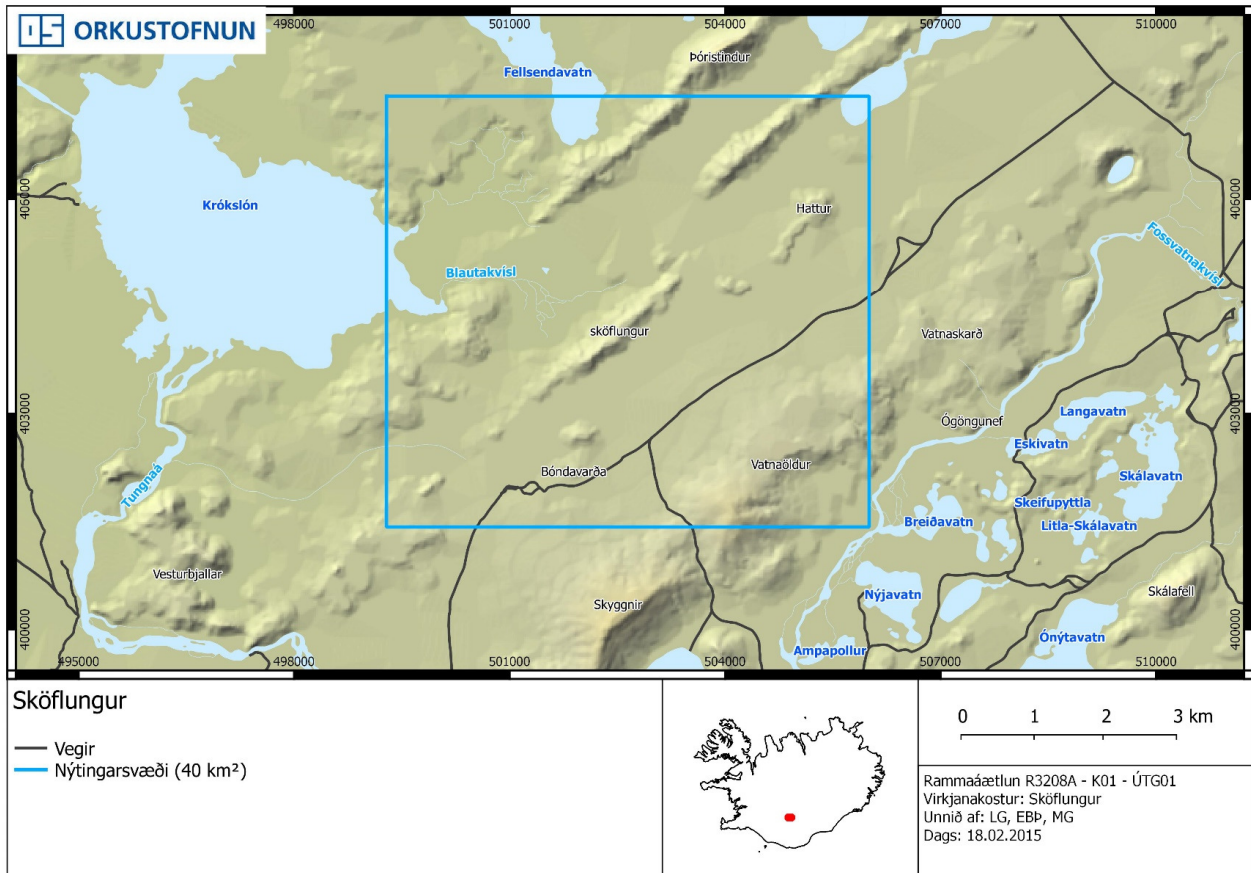 ORKUSTOFNUN
498000
501000
504000
507000
510000
Þóristindur
Fellsendavatn
406000
406000
Krókslón
Hattur
Fossvatnakvísl
Blautakvísl
sköflungur
Vatnaskarð
403000
403000
Langavatn
Ógöngunef
Eskivatn
Bóndavarða
Vatnaöldur
Skálavatn
Tungnaá
Skeifupyttla
Breiðavatn
Litla-Skálavatn
Vesturbjallar
Skyggnir
Nýjavatn
Skálafell
400000
400000
Ónýtavatn
Ampapollur
495000
498000
501000
504000
507000
510000
Sköflungur
Vegir
Nýtingarsvæði (40 km²)
0 1 2 3 km
Rammaáætlun R3208A - K01 - ÚTG01
Virkjanakostur: Sköflungur
Unnið af: LG, EBÞ, MG
Dags: 18.02.2015